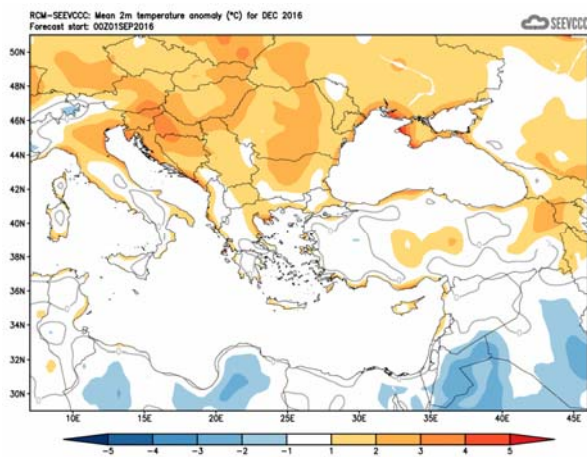 RCM-SEEVCCC: Mean 2m temperature anomaly (°C) for DEC 2016
Forecast start: 00Z01SEP2016
SEEVCCC
50N
48N
46N
44N
42N
40N
38N
36N
34N
32N
30N
10E 15E 20E 25E 30E 35E 40E 45E
-5 -4 -3 -2 -1 1 2 3 4 5